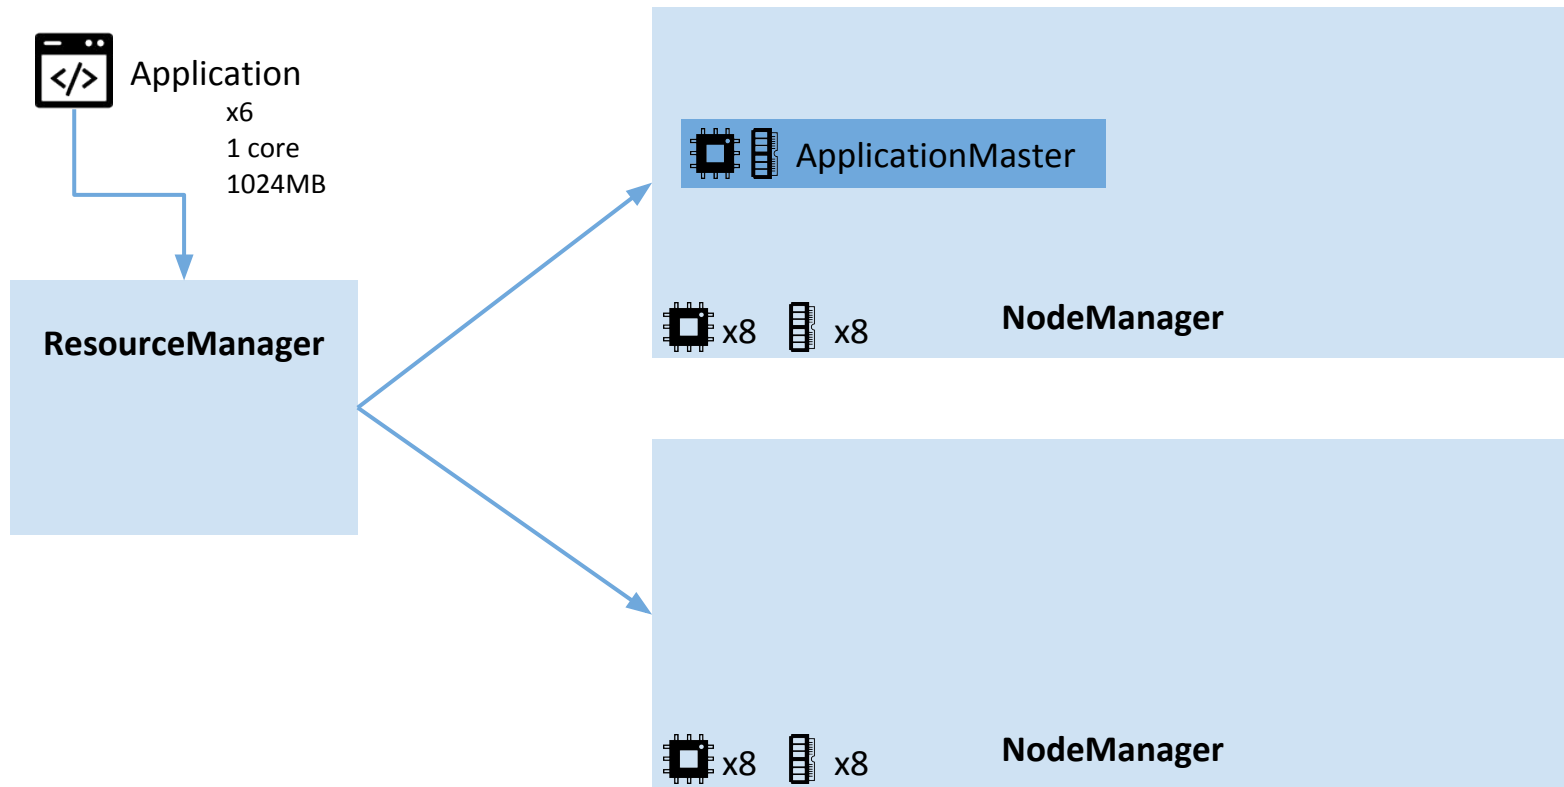 Application
x6
1 core
1024MB
ResourceManager
ApplicationMaster
x8 x8 NodeManager
x8 x8 NodeManager